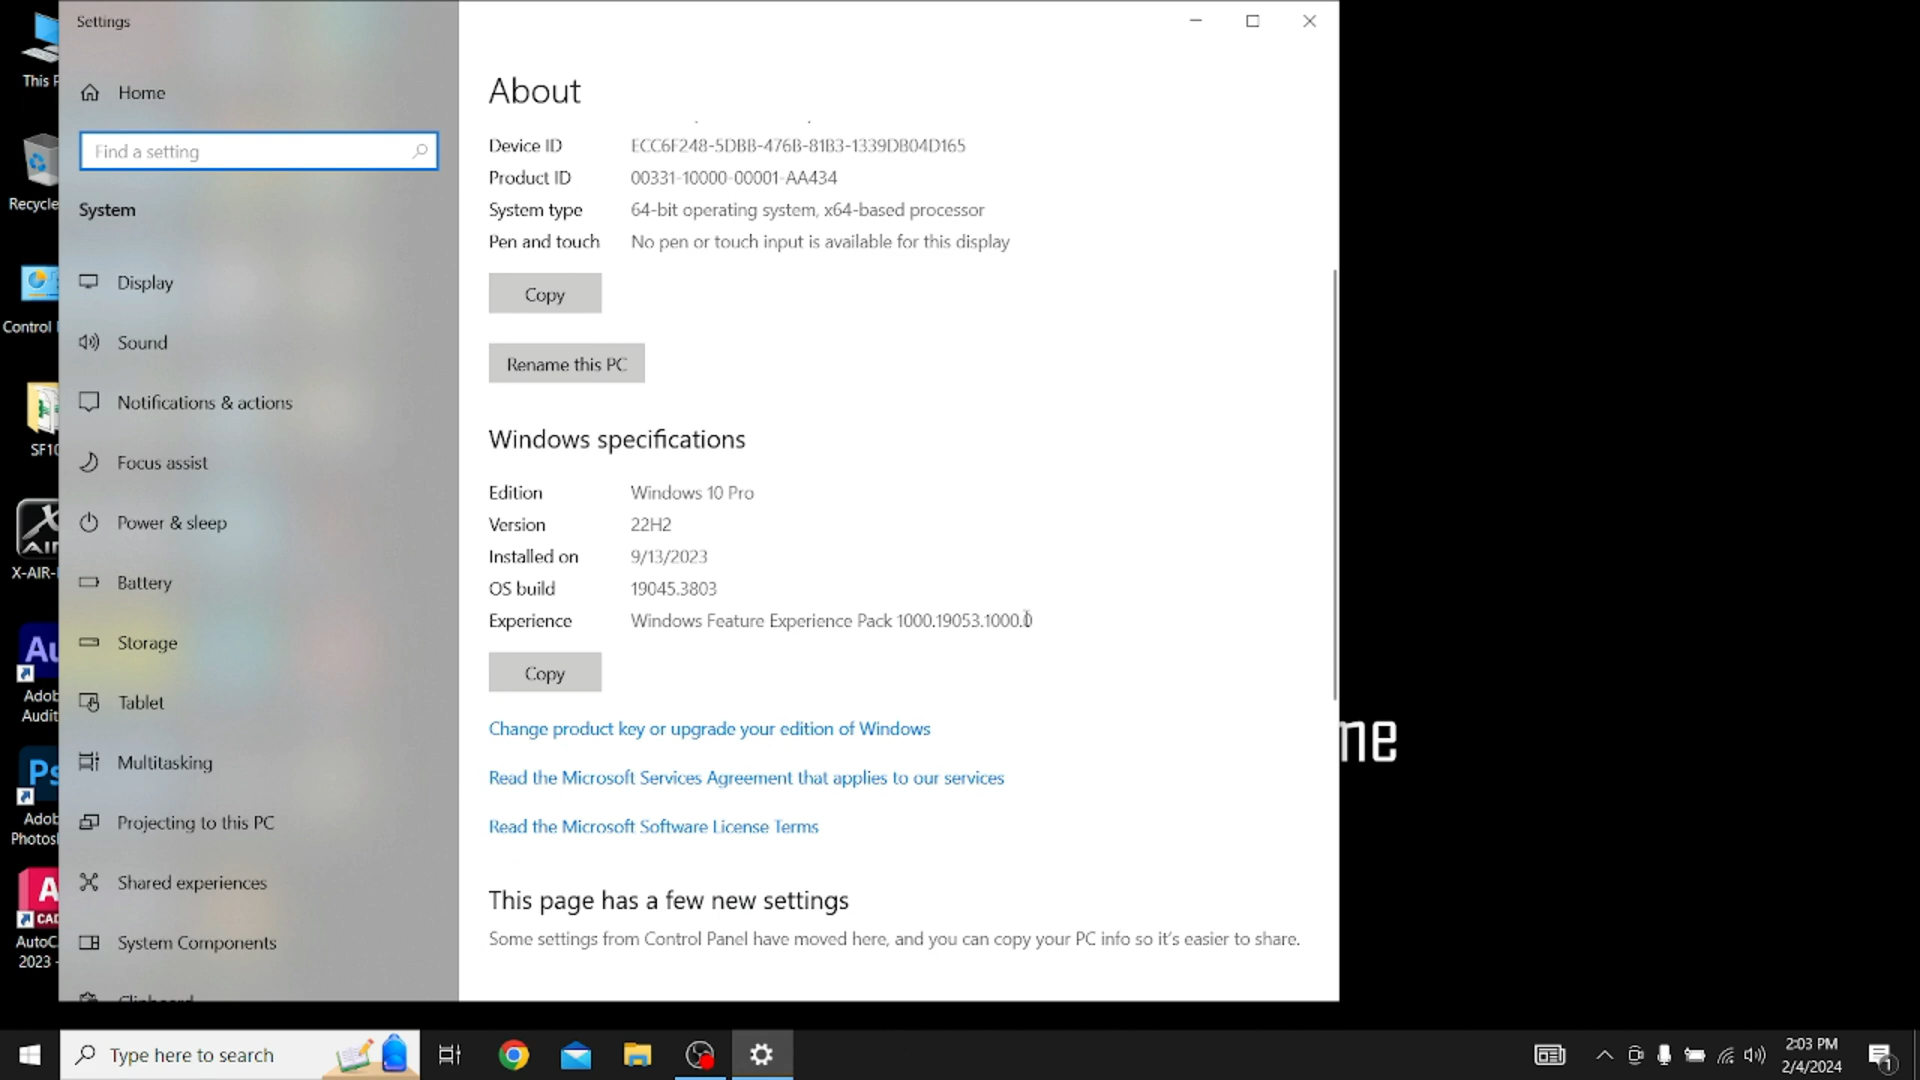 Settings
Home
Find a setting
System
Display
Sound
Notifications & actions
Focus assist
Power & sleep
Battery
Storage
Tablet
Multitasking
Projecting to this PC
Shared experiences
System Components
Clipboard
About
Device ID ECC6F248-5DBB-476B-81B3-1339DB04D165
Product ID 00331-10000-00001-AA434
System type 64-bit operating system, x64-based processor
Pen and touch No pen or touch input is available for this display
Copy
Rename this PC
Windows specifications
Edition Windows 10 Pro
Version 22H2
Installed on 9/13/2023
OS build 19045.3803
Experience Windows Feature Experience Pack 1000.19053.1000.0
Copy
Change product key or upgrade your edition of Windows
Read the Microsoft Services Agreement that applies to our services
Read the Microsoft Software License Terms
This page has a few new settings
Some settings from Control Panel have moved here, and you can copy your PC info so it's easier to share.
This P
Recycle
Control
SF10
X-AIR-
Au
Adob
Audit
Ps
Adob
Photosl
A
CAD
AutoC
2023 -
me
Type here to search
2:03 PM
2/4/2024
1